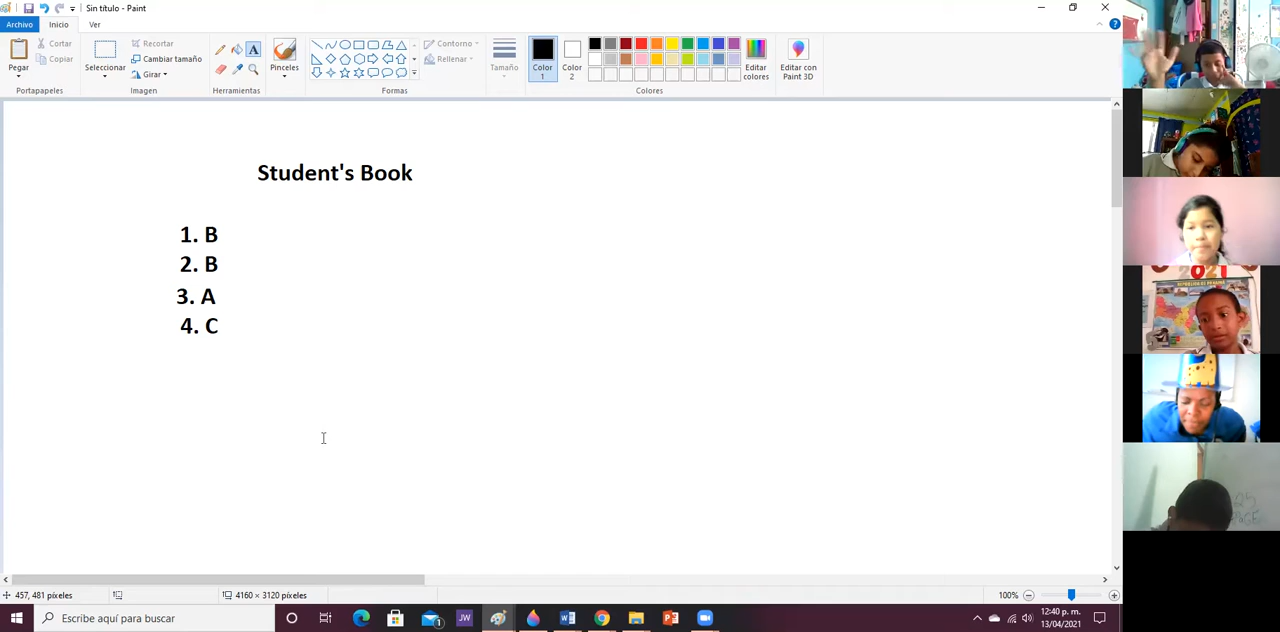 Sin título - Paint
Archivo Inicio Ver
Pegar
Cortar
Copiar
Portapapeles
Seleccionar
Recortar
Cambiar tamaño
Girar
Imagen
A
Herramientas
Pinceles
Contorno
Rellenar
Formas
Tamaño
Color
1
Color
2
Editar
colores
Colores
Editar con
Paint 3D
Student's Book
1. B
2. B
3. A
4. C
2021
457, 481 píxeles
4160 × 3120 píxeles
100%
Escribe aquí para buscar
JW
12:40 p. m.
13/04/2021